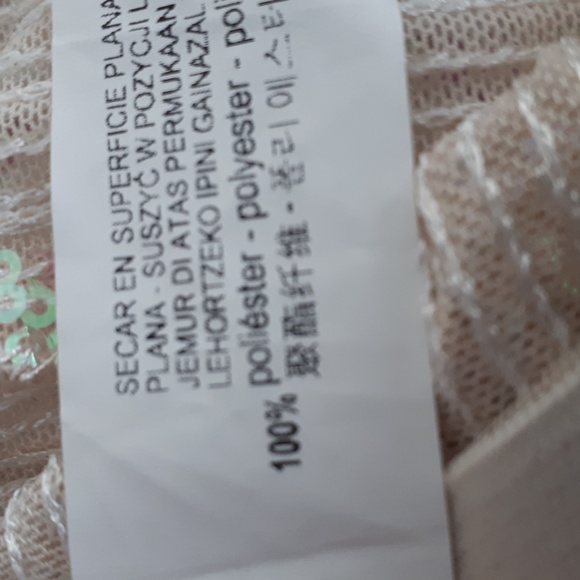 SECAR EN SUPERFICIE PLANA
PLANA - SUSZYĆ W POZYCJI
JEMUR DI ATAS PERMUKAAN
LEHORTZEKO IPINI GAINAZAL
100% poliéster - polyester -
聚酯纤维 - 폴리에스터